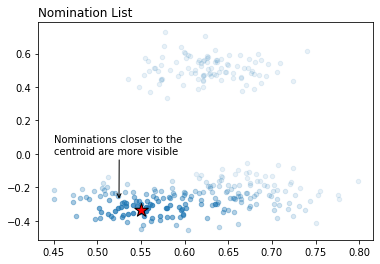 Nomination List
0.6
0.4
0.2
0.0
−0.2
−0.4
Nominations closer to the
centroid are more visible
0.45 0.50 0.55 0.60 0.65 0.70 0.75 0.80